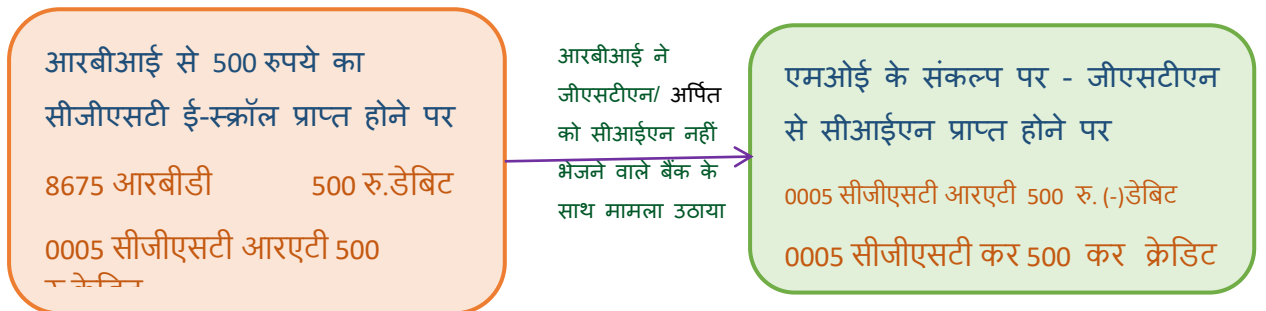 आरबीआई से 500 रुपये का
सीजीएसटी ई-स्क्रॉल प्राप्त होने पर
8675 आरबीडी 500 रु.डेबिट
0005 सीजीएसटी आरएटी 500
आरबीआई ने
जीएसटीएन/ अर्पित
को सीआईएन नहीं
भेजने वाले बैंक के
साथ मामला उठाया
एमओई के संकल्प पर - जीएसटीएन
से सीआईएन प्राप्त होने पर
0005 सीजीएसटी आरएटी 500 रु. (-)डेबिट
0005 सीजीएसटी कर 500 कर क्रेडिट